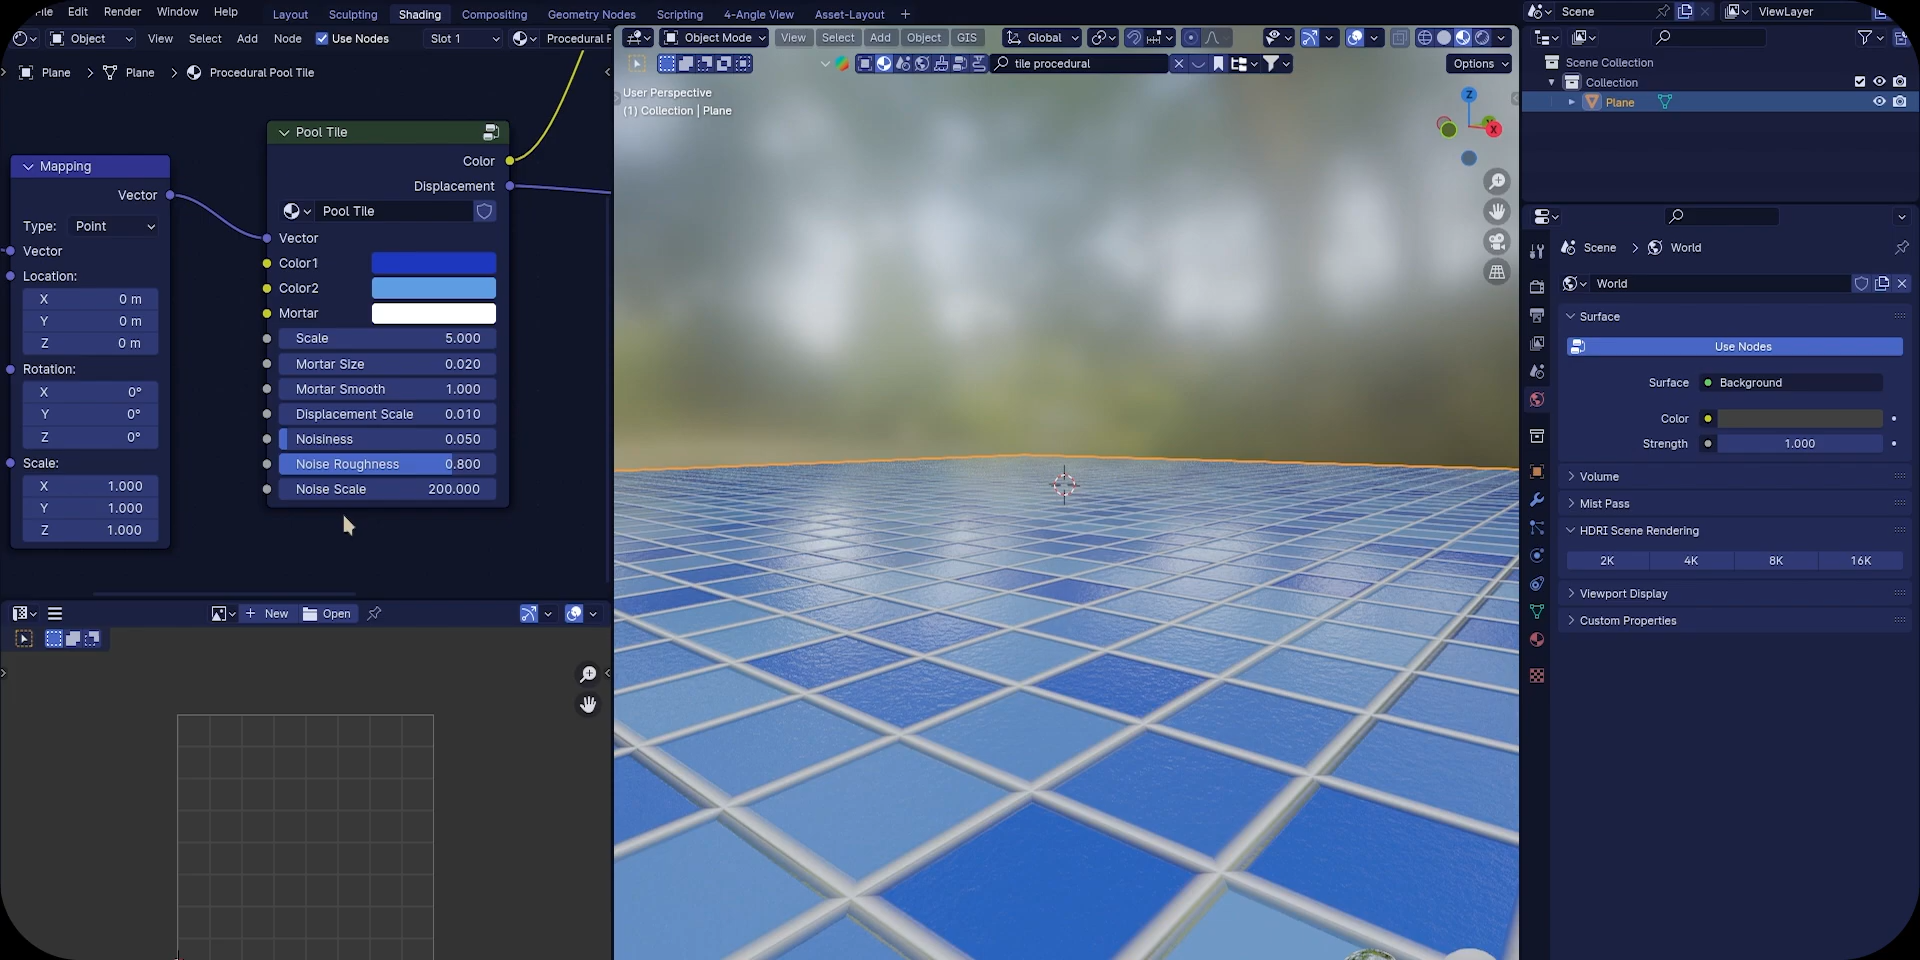 File Edit Render Window Help Layout Sculpting Shading Compositing Geometry Nodes Scripting 4-Angle View Asset-Layout + Scene ViewLayer
Object View Select Add Node Use Nodes Slot 1 Procedural P
Object Mode View Select Add Object GIS Global
Plane > Plane > Procedural Pool Tile
tile procedural Options
User Perspective
(1) Collection | Plane
Z
X
Scene Collection
Collection
Plane
Mapping
Vector
Type: Point
Vector
Location:
X 0 m
Y 0 m
Z 0 m
Rotation:
X 0°
Y 0°
Z 0°
Scale:
X 1.000
Y 1.000
Z 1.000
Pool Tile
Color
Displacement
Pool Tile
Vector
Color1
Color2
Mortar
Scale 5.000
Mortar Size 0.020
Mortar Smooth 1.000
Displacement Scale 0.010
Noisiness 0.050
Noise Roughness 0.800
Noise Scale 200.000
+ New Open
Scene > World
World
Surface
Use Nodes
Surface Background
Color
Strength 1.000
Volume
Mist Pass
HDRI Scene Rendering
2K 4K 8K 16K
Viewport Display
Custom Properties